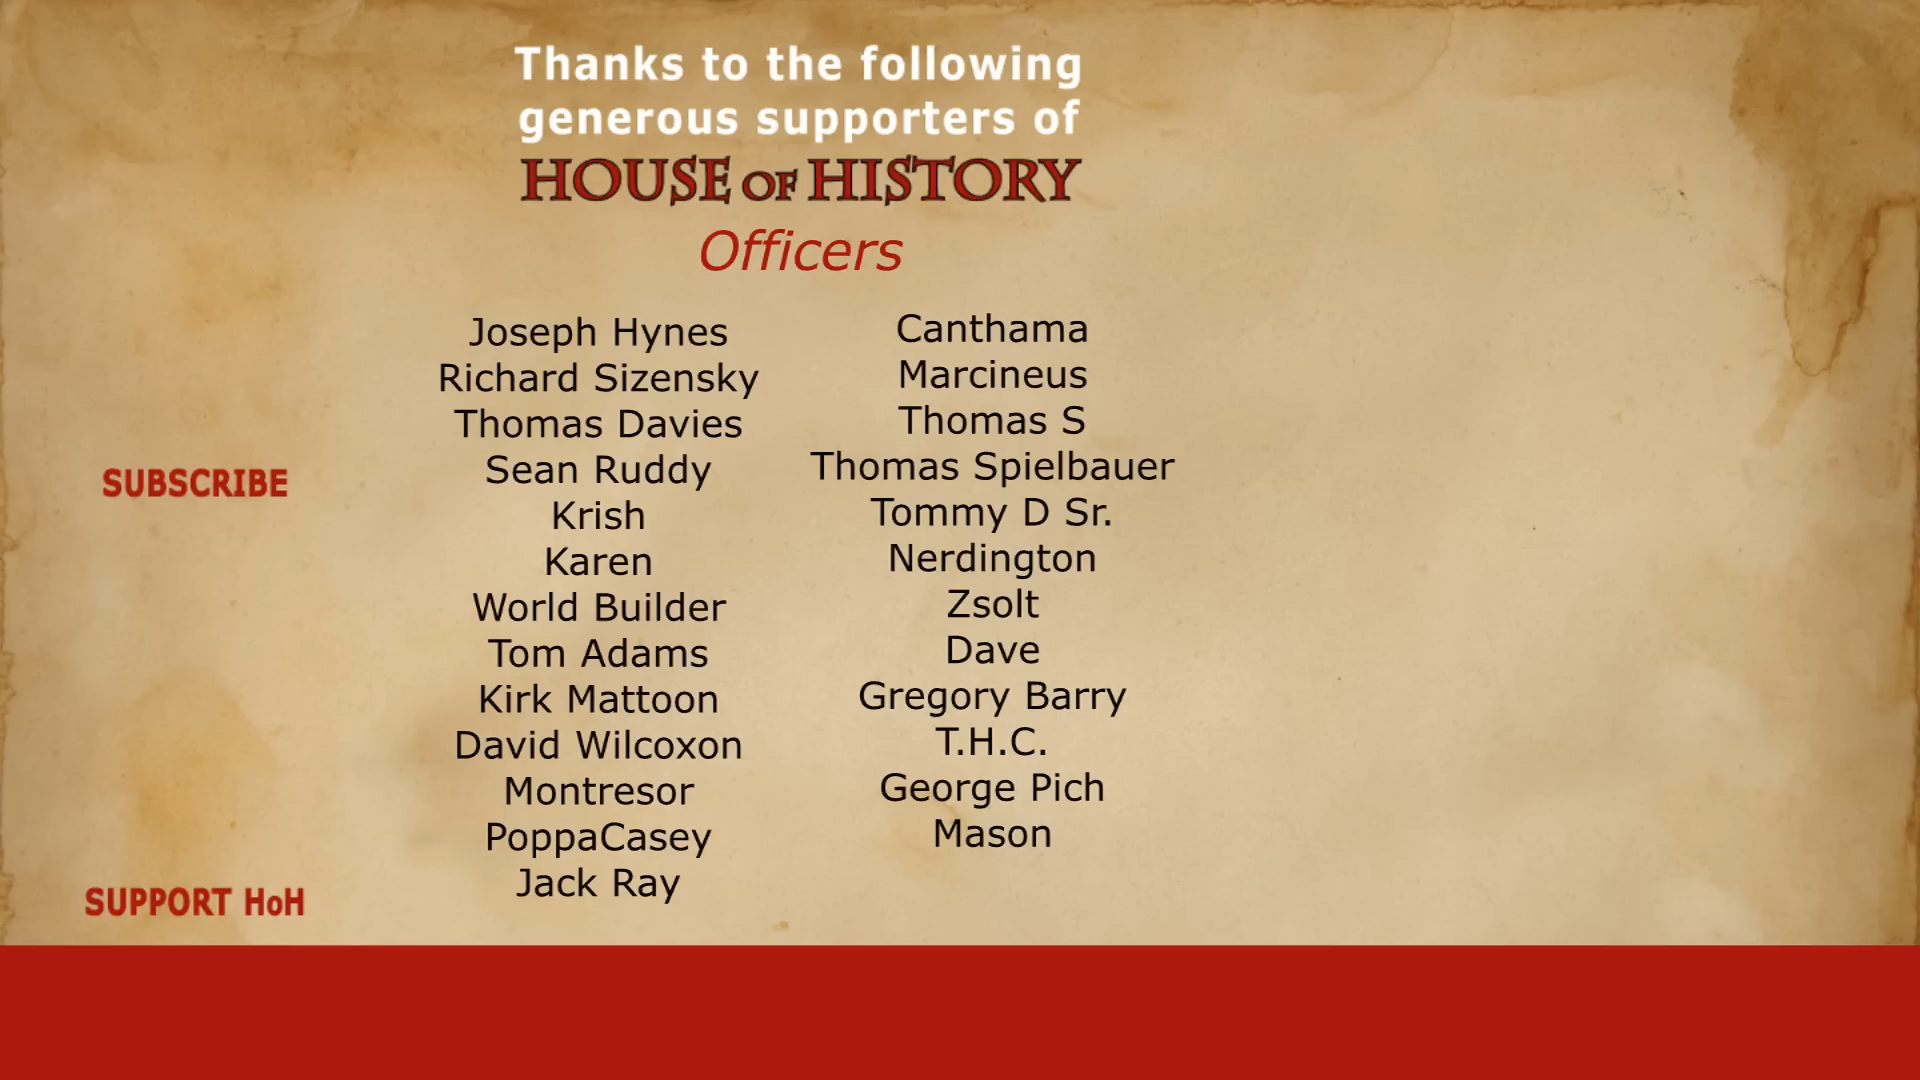 Thanks to the following
generous supporters of
HOUSE OF HISTORY
Officers
Joseph Hynes
Richard Sizensky
Thomas Davies
Sean Ruddy
Krish
Karen
World Builder
Tom Adams
Kirk Mattoon
David Wilcoxon
Montresor
PoppaCasey
Jack Ray
Canthama
Marcineus
Thomas S
Thomas Spielbauer
Tommy D Sr.
Nerdington
Zsolt
Dave
Gregory Barry
T.H.C.
George Pich
Mason
SUBSCRIBE
SUPPORT HoH